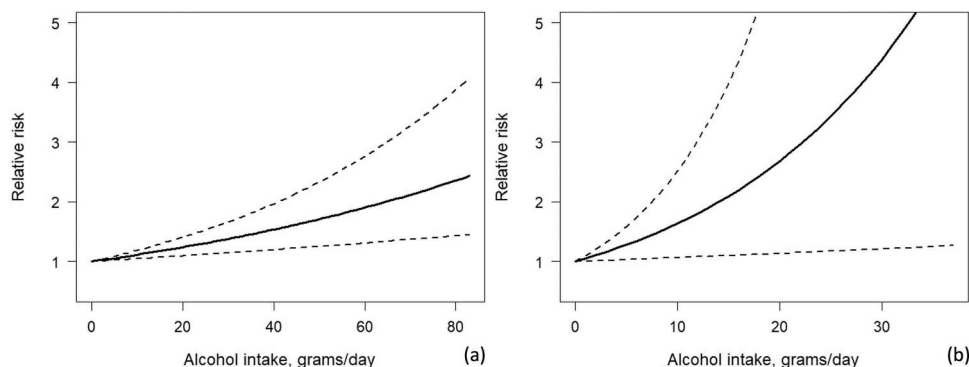 5
4
3
2
1
Relative risk
0 20 40 60 80
Alcohol intake, grams/day
(a)
5
4
3
2
1
Relative risk
0 10 20 30
Alcohol intake, grams/day
(b)